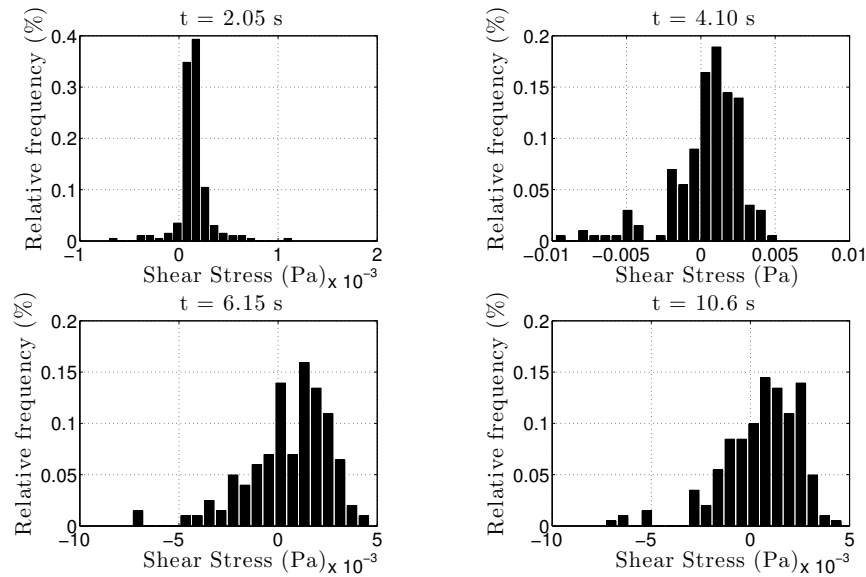 t = 2.05 s
Relative frequency (%)
0.4
0.3
0.2
0.1
0
-1 0 1 2
Shear Stress (Pa) x 10⁻³
t = 4.10 s
Relative frequency (%)
0.2
0.15
0.1
0.05
0
−0.01 −0.005 0 0.005 0.01
Shear Stress (Pa)
t = 6.15 s
Relative frequency (%)
0.2
0.15
0.1
0.05
0
−10 −5 0 5
Shear Stress (Pa) x 10⁻³
t = 10.6 s
Relative frequency (%)
0.2
0.15
0.1
0.05
0
−10 −5 0 5
Shear Stress (Pa) x 10⁻³